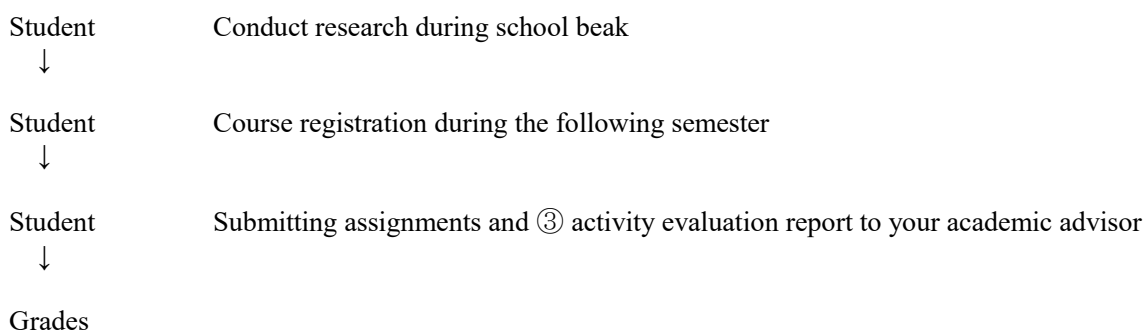 Student Conduct research during school beak
↓
Student Course registration during the following semester
↓
Student Submitting assignments and ③ activity evaluation report to your academic advisor
↓
Grades